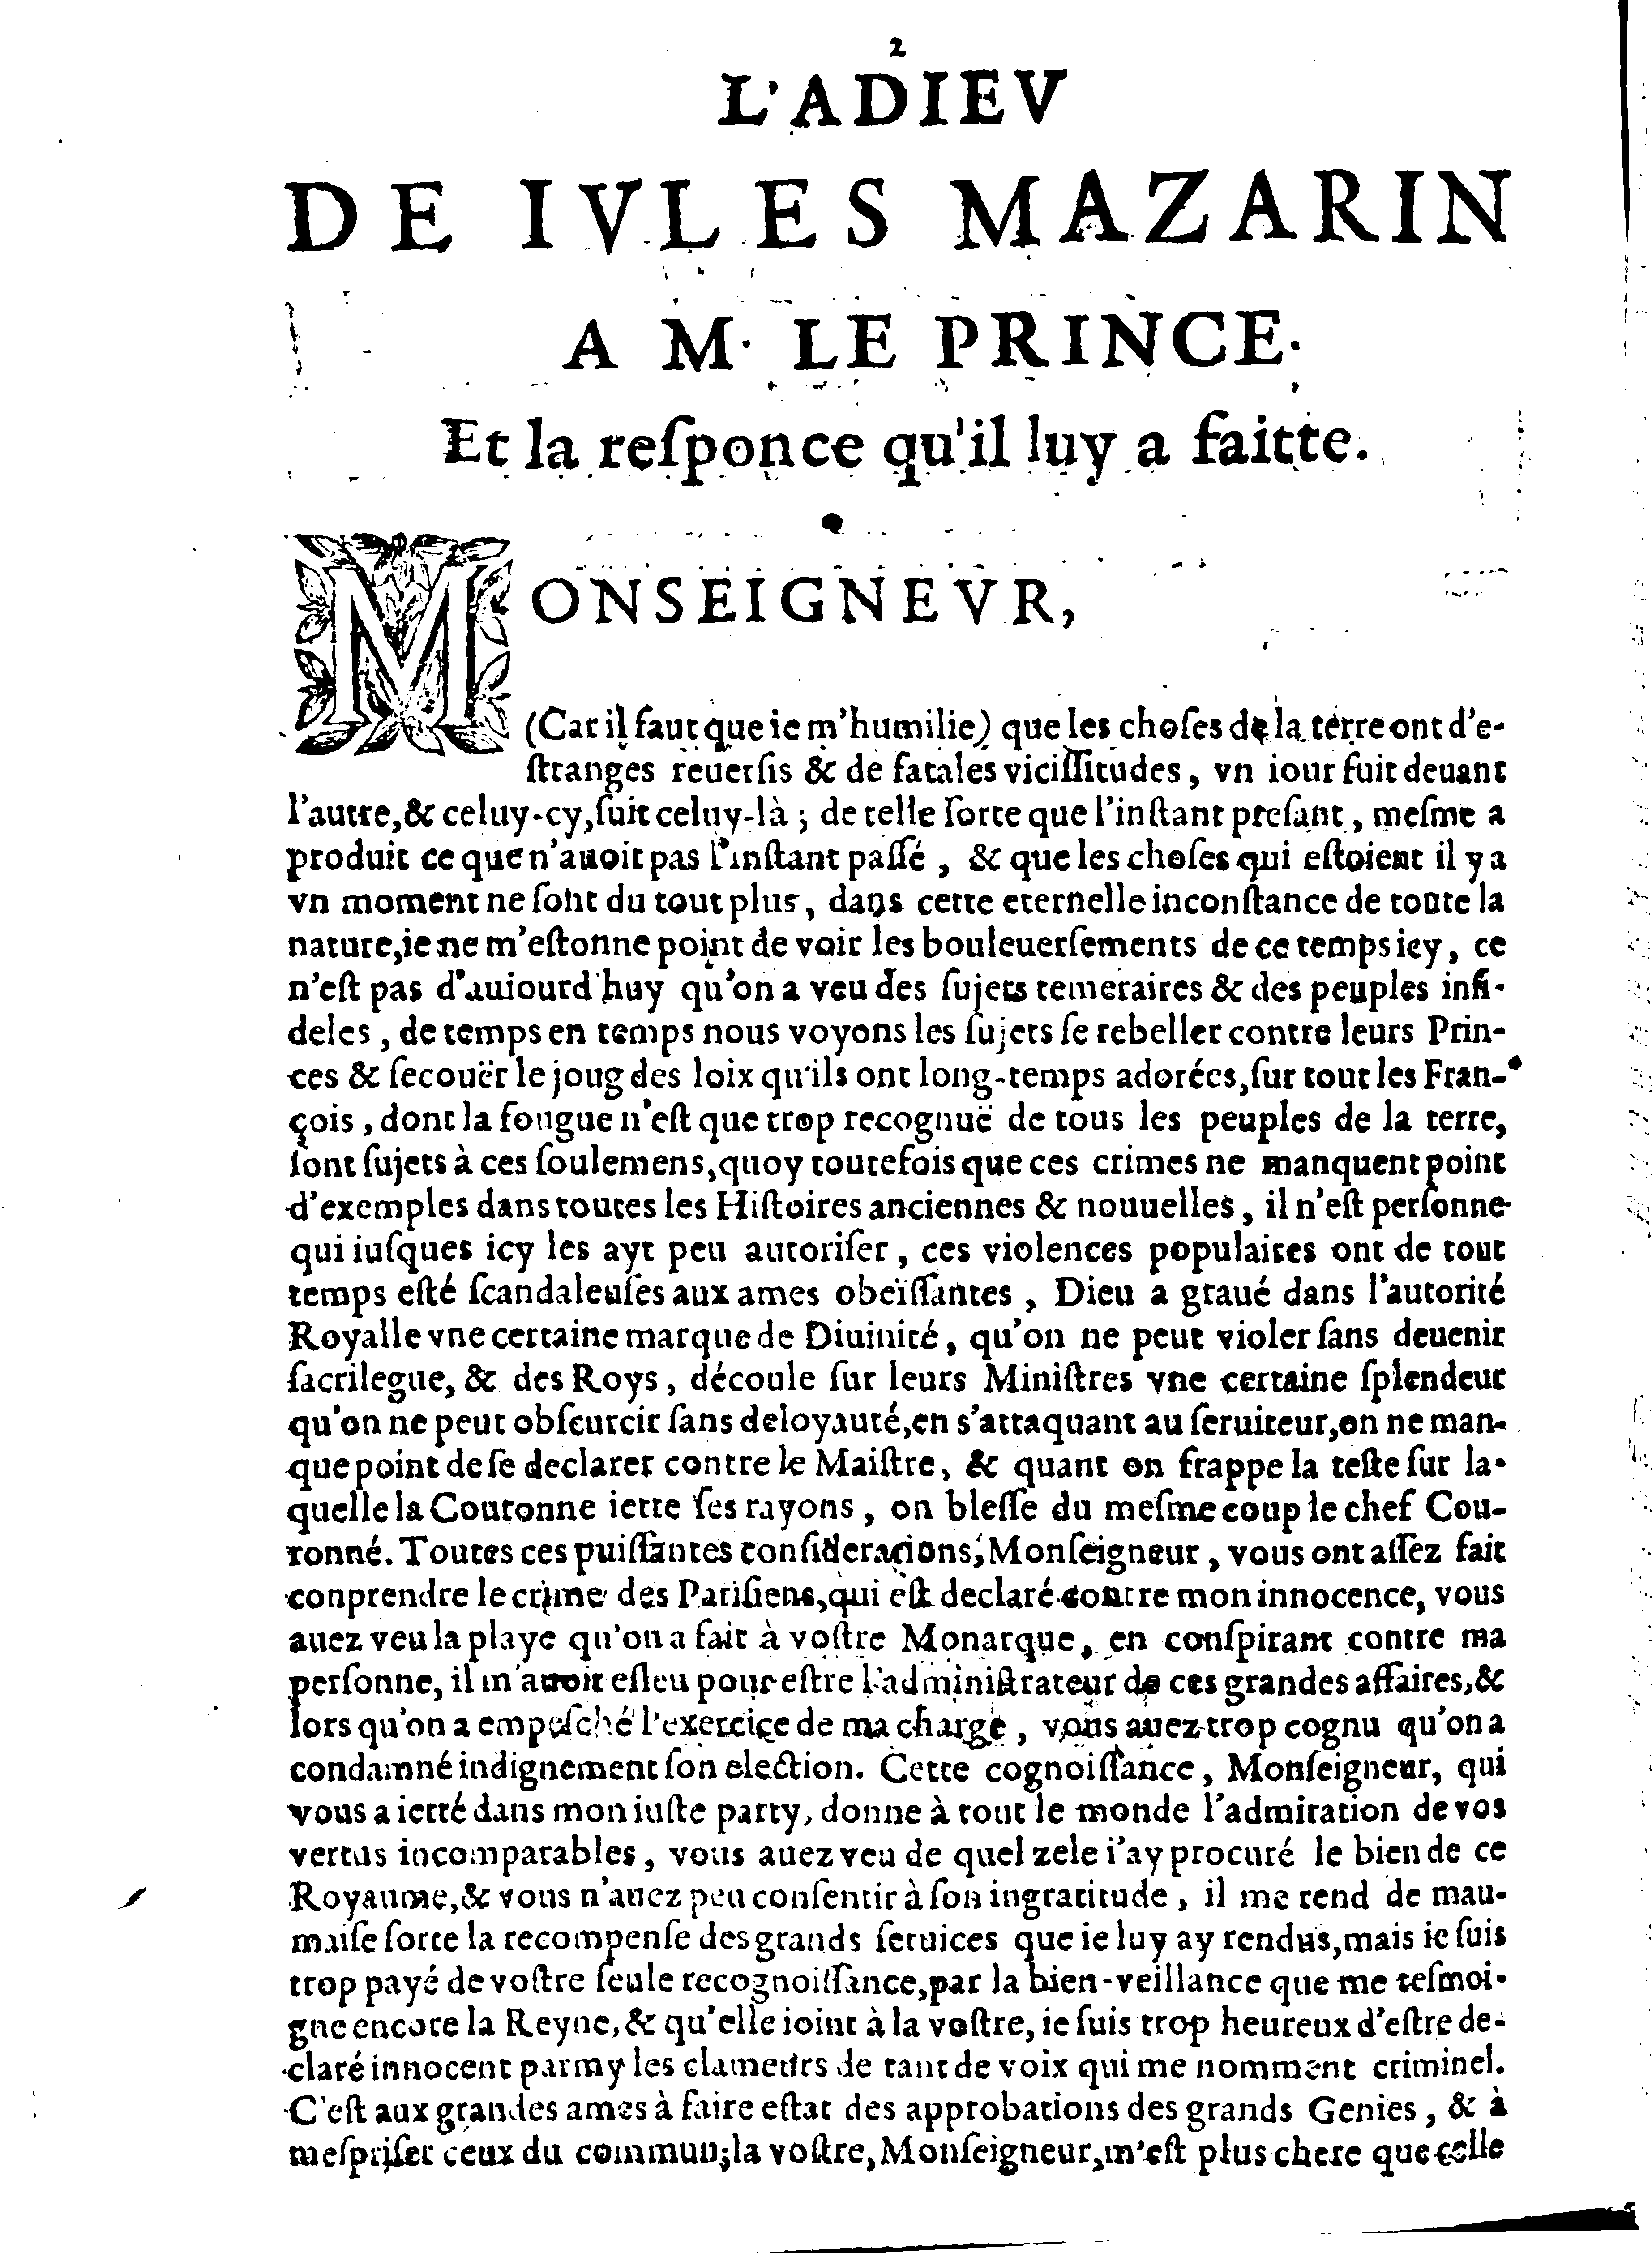 2
L'ADIEV
DE IVLES MAZARIN
A M. LE PRINCE.
Et la reſponce qu'il luy a faitte.
MONSEIGNEVR,
(Car il faut que ie m'humilie) que les choſes de la terre ont d'e-
ſtranges reuerſis & de fatales viciſſitudes, vn iour fuit deuant
l'autre, & celuy-cy, ſuit celuy-là ; de telle ſorte que l'inſtant preſant, meſme a
produit ce que n'auoit pas l'inſtant paſſé, & que les choſes qui eſtoient il y a
vn moment ne ſont du tout plus, dans cette eternelle inconſtance de toute la
nature, ie ne m'eſtonne point de voir les bouleuerſements de ce temps icy, ce
n'eſt pas d'auiourd'huy qu'on a veu des ſujets temeraires & des peuples infi-
deles, de temps en temps nous voyons les ſujets ſe rebeller contre leurs Prin-
ces & ſecouër le joug des loix qu'ils ont long-temps adorées, ſur tout les Fran-
çois, dont la fougue n'eſt que trop recognuë de tous les peuples de la terre,
ſont ſujets à ces ſoulemens, quoy toutefois que ces crimes ne manquent point
d'exemples dans toutes les Hiſtoires anciennes & nouuelles, il n'eſt perſonne
qui iuſques icy les ayt peu autoriſer, ces violences populaires ont de tout
temps eſté ſcandaleuſes aux ames obeïſſantes, Dieu a graué dans l'autorité
Royalle vne certaine marque de Diuinité, qu'on ne peut violer ſans deuenir
ſacrilegue, & des Roys, découle ſur leurs Miniſtres vne certaine ſplendeur
qu'on ne peut obſcurcir ſans deloyauté, en s'attaquant au ſeruiteur, on ne man-
que point de ſe declarer contre le Maiſtre, & quant on frappe la teſte ſur la-
quelle la Couronne iette ſes rayons, on bleſſe du meſme coup le chef Cou-
ronné. Toutes ces puiſſantes conſiderations, Monſeigneur, vous ont aſſez fait
conprendre le crime des Pariſiens, qui eſt declaré contre mon innocence, vous
auez veu la playe qu'on a fait à voſtre Monarque, en conſpirant contre ma
perſonne, il m'auoit eſleu pour eſtre l'adminiſtrateur de ces grandes affaires, &
lors qu'on a empeſché l'exercice de ma charge, vous auez trop cognu qu'on a
condamné indignement ſon election. Cette cognoiſſance, Monſeigneur, qui
vous a ietté dans mon iuſte party, donne à tout le monde l'admiration de vos
vertus incomparables, vous auez veu de quel zele i'ay procuré le bien de ce
Royaume, & vous n'auez peu conſentir à ſon ingratitude, il me rend de mau-
maiſe ſorte la recompenſe des grands ſeruices que ie luy ay rendus, mais ie ſuis
trop payé de voſtre ſeule recognoiſſance, par la bien-veillance que me teſmoi-
gne encore la Reyne, & qu'elle ioint à la voſtre, ie ſuis trop heureux d'eſtre de-
claré innocent parmy les clameurs de tant de voix qui me nomment criminel.
C'eſt aux grandes ames à faire eſtat des approbations des grands Genies, & à
meſpriſer ceux du commun; la voſtre, Monſeigneur, m'eſt plus chere que celle